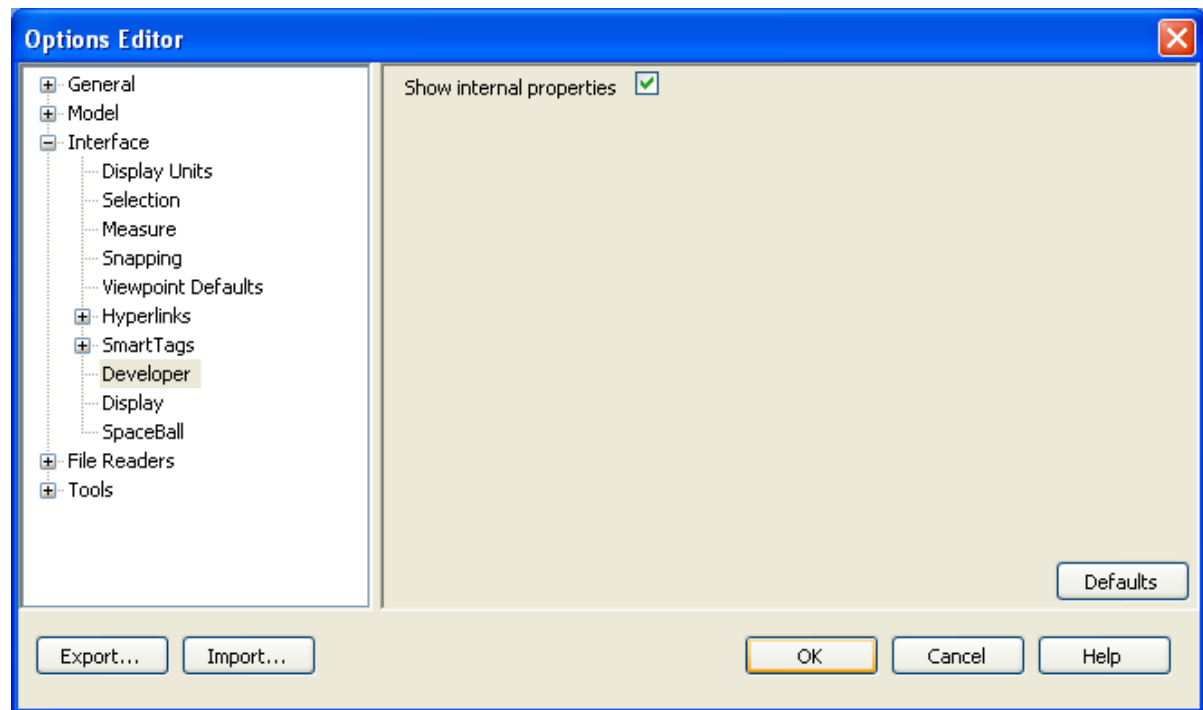 Options Editor
General
Model
Interface
Display Units
Selection
Measure
Snapping
Viewpoint Defaults
Hyperlinks
SmartTags
Developer
Display
SpaceBall
File Readers
Tools
Show internal properties
Defaults
Export...
Import...
OK
Cancel
Help